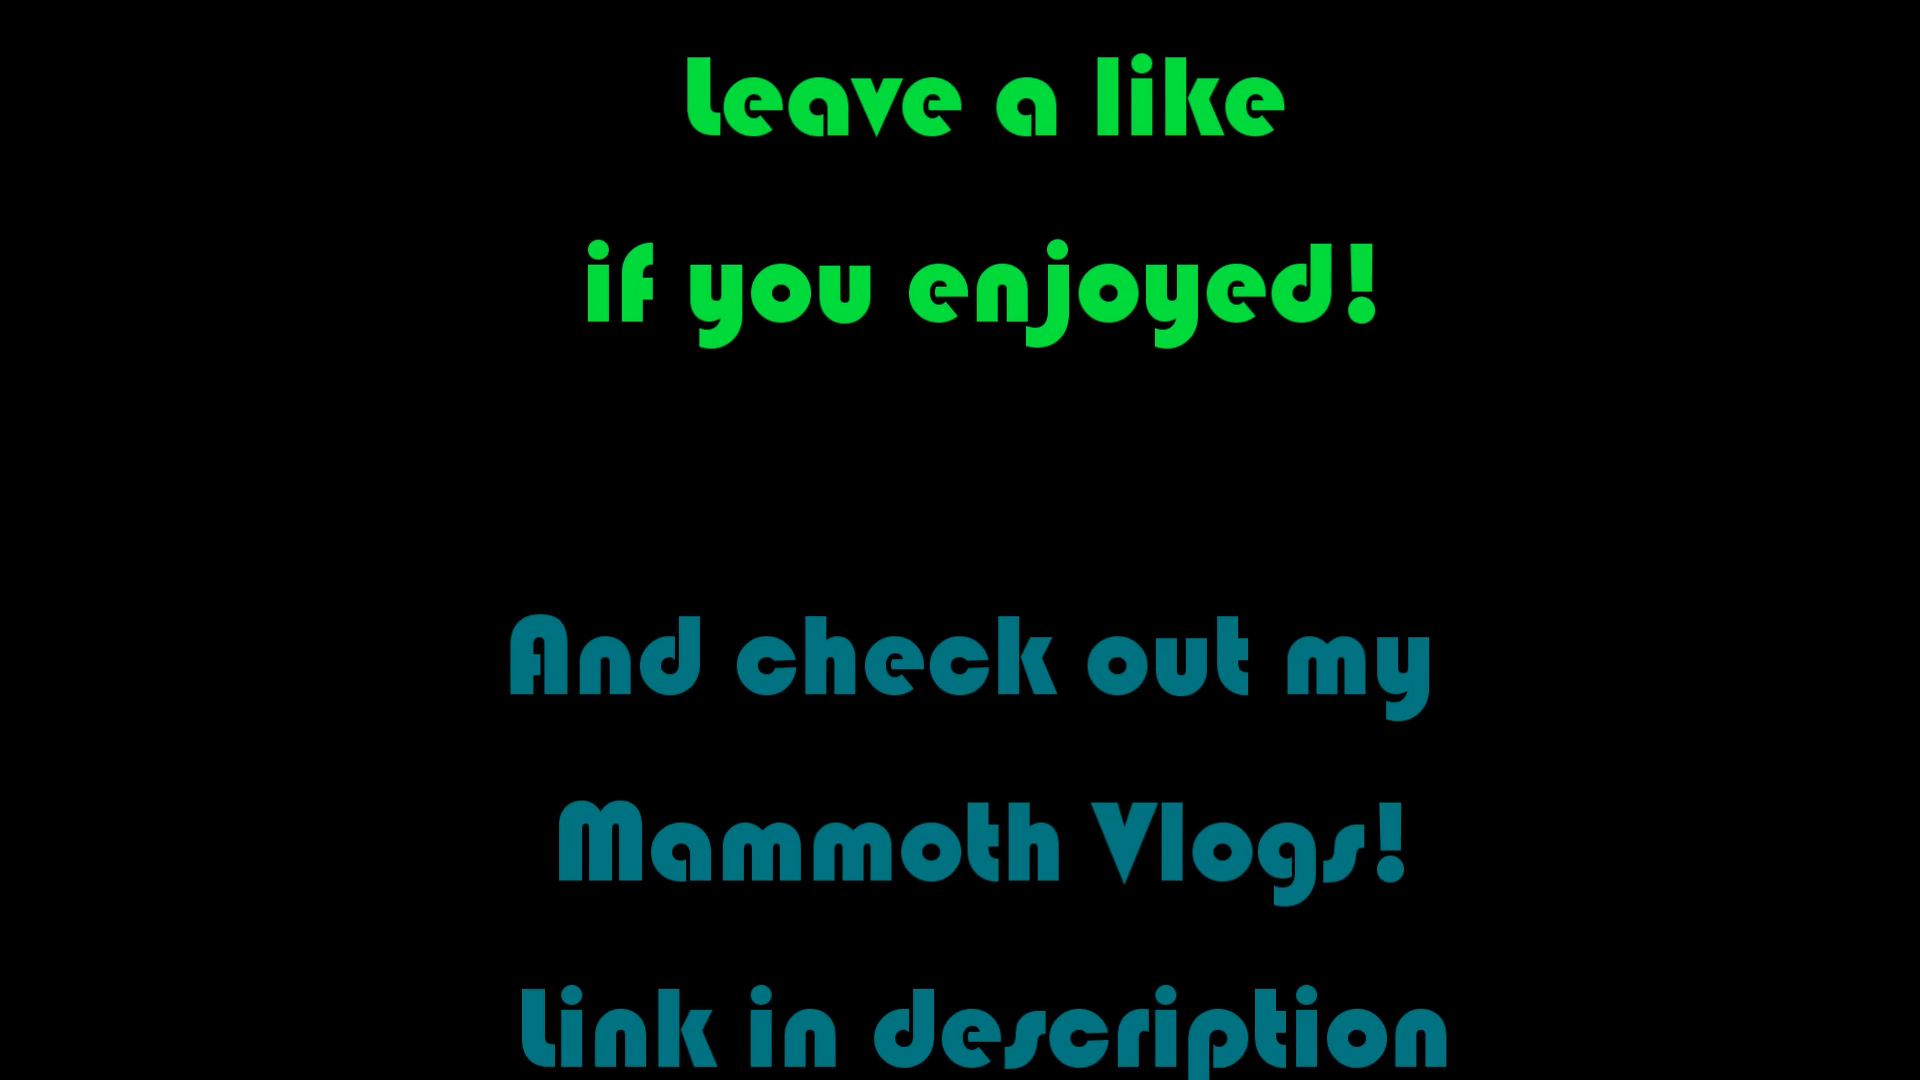 Leave a like
if you enjoyed!
And check out my
Mammoth Vlogs!
Link in description